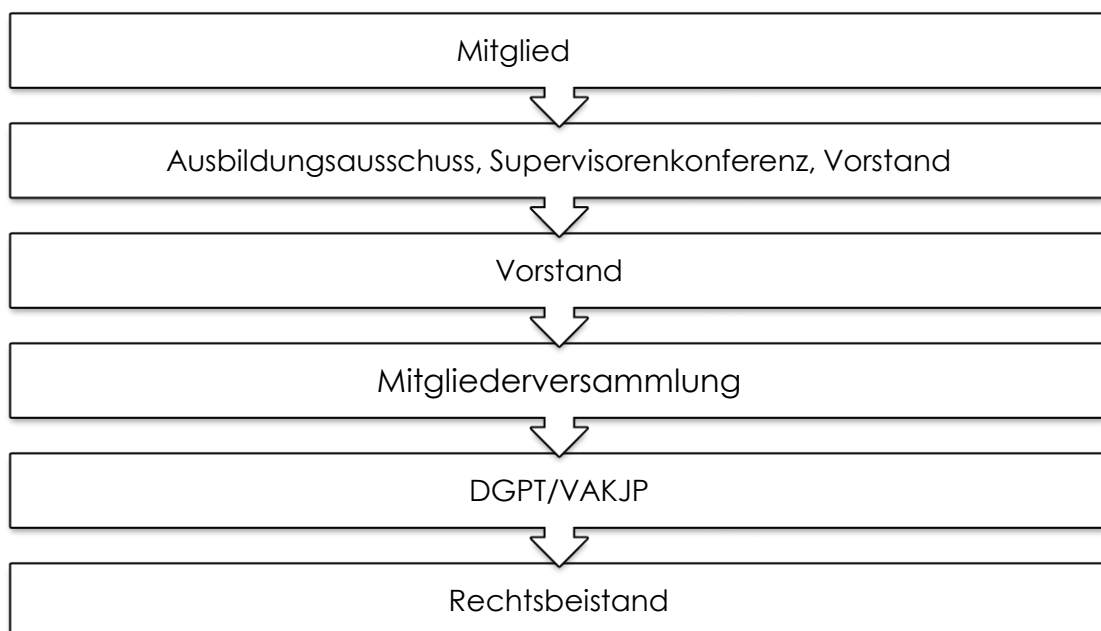 Mitglied
Ausbildungsausschuss, Supervisorenkonferenz, Vorstand
Vorstand
Mitgliederversammlung
DGPT/VAKJP
Rechtsbeistand